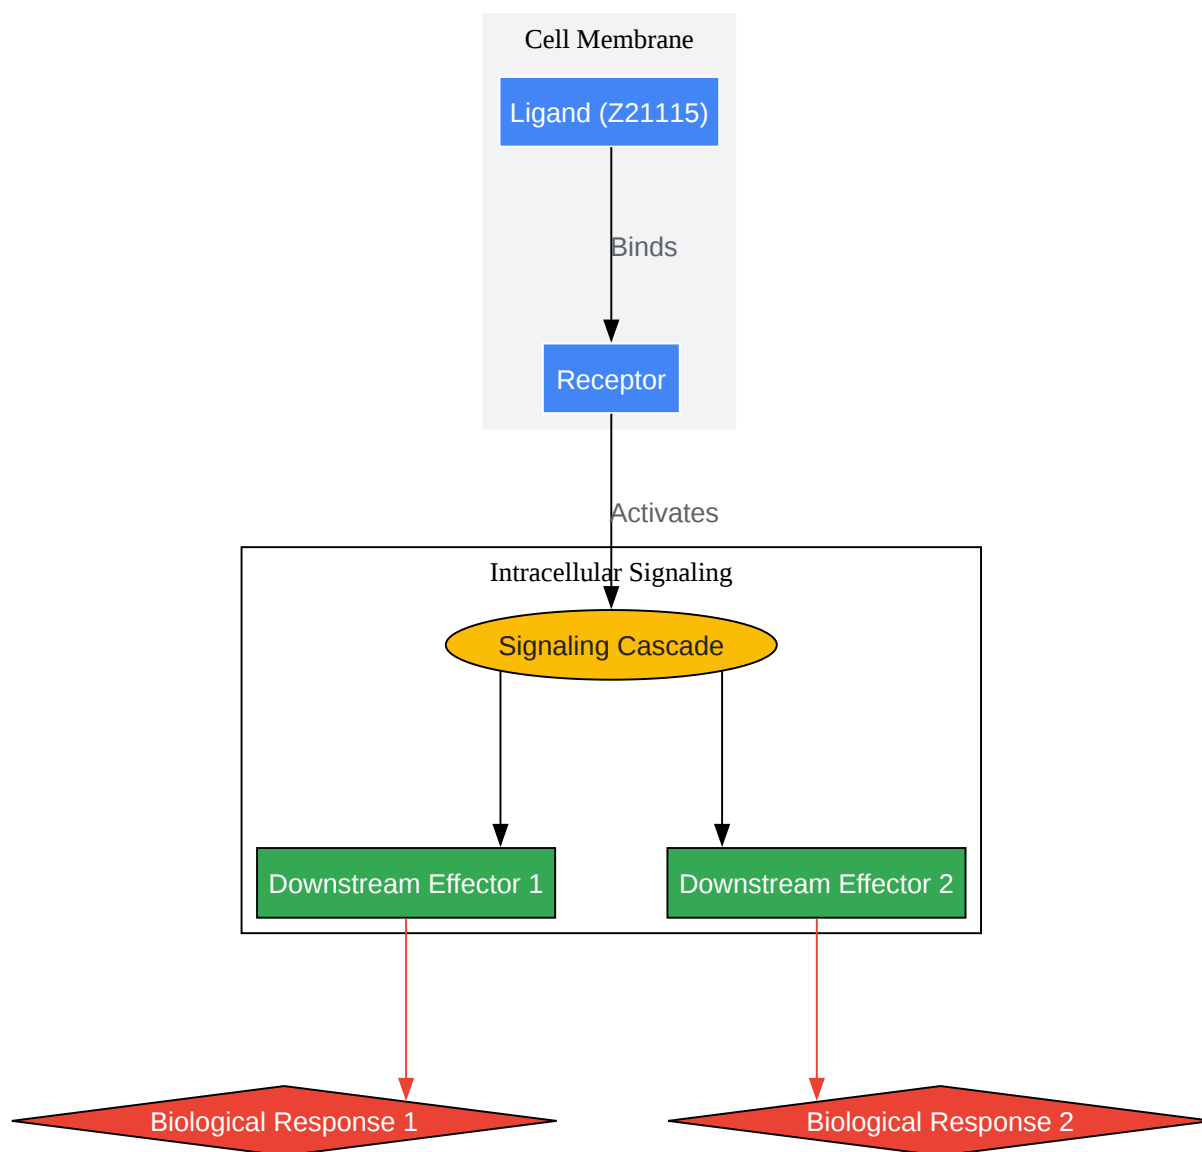 Cell Membrane
Ligand (Z21115)
Binds
Receptor
Activates
Intracellular Signaling
Signaling Cascade
Downstream Effector 1
Downstream Effector 2
Biological Response 1
Biological Response 2